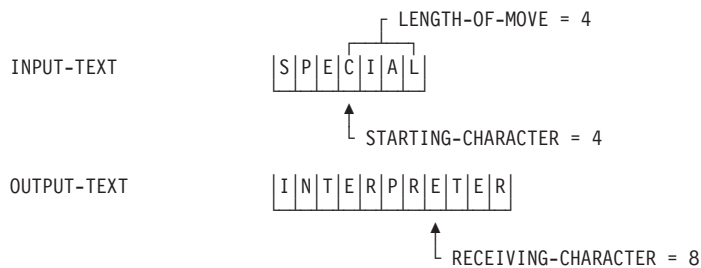 LENGTH-OF-MOVE = 4
INPUT-TEXT S P E C I A L
STARTING-CHARACTER = 4
OUTPUT-TEXT I N T E R P R E T E R
RECEIVING-CHARACTER = 8